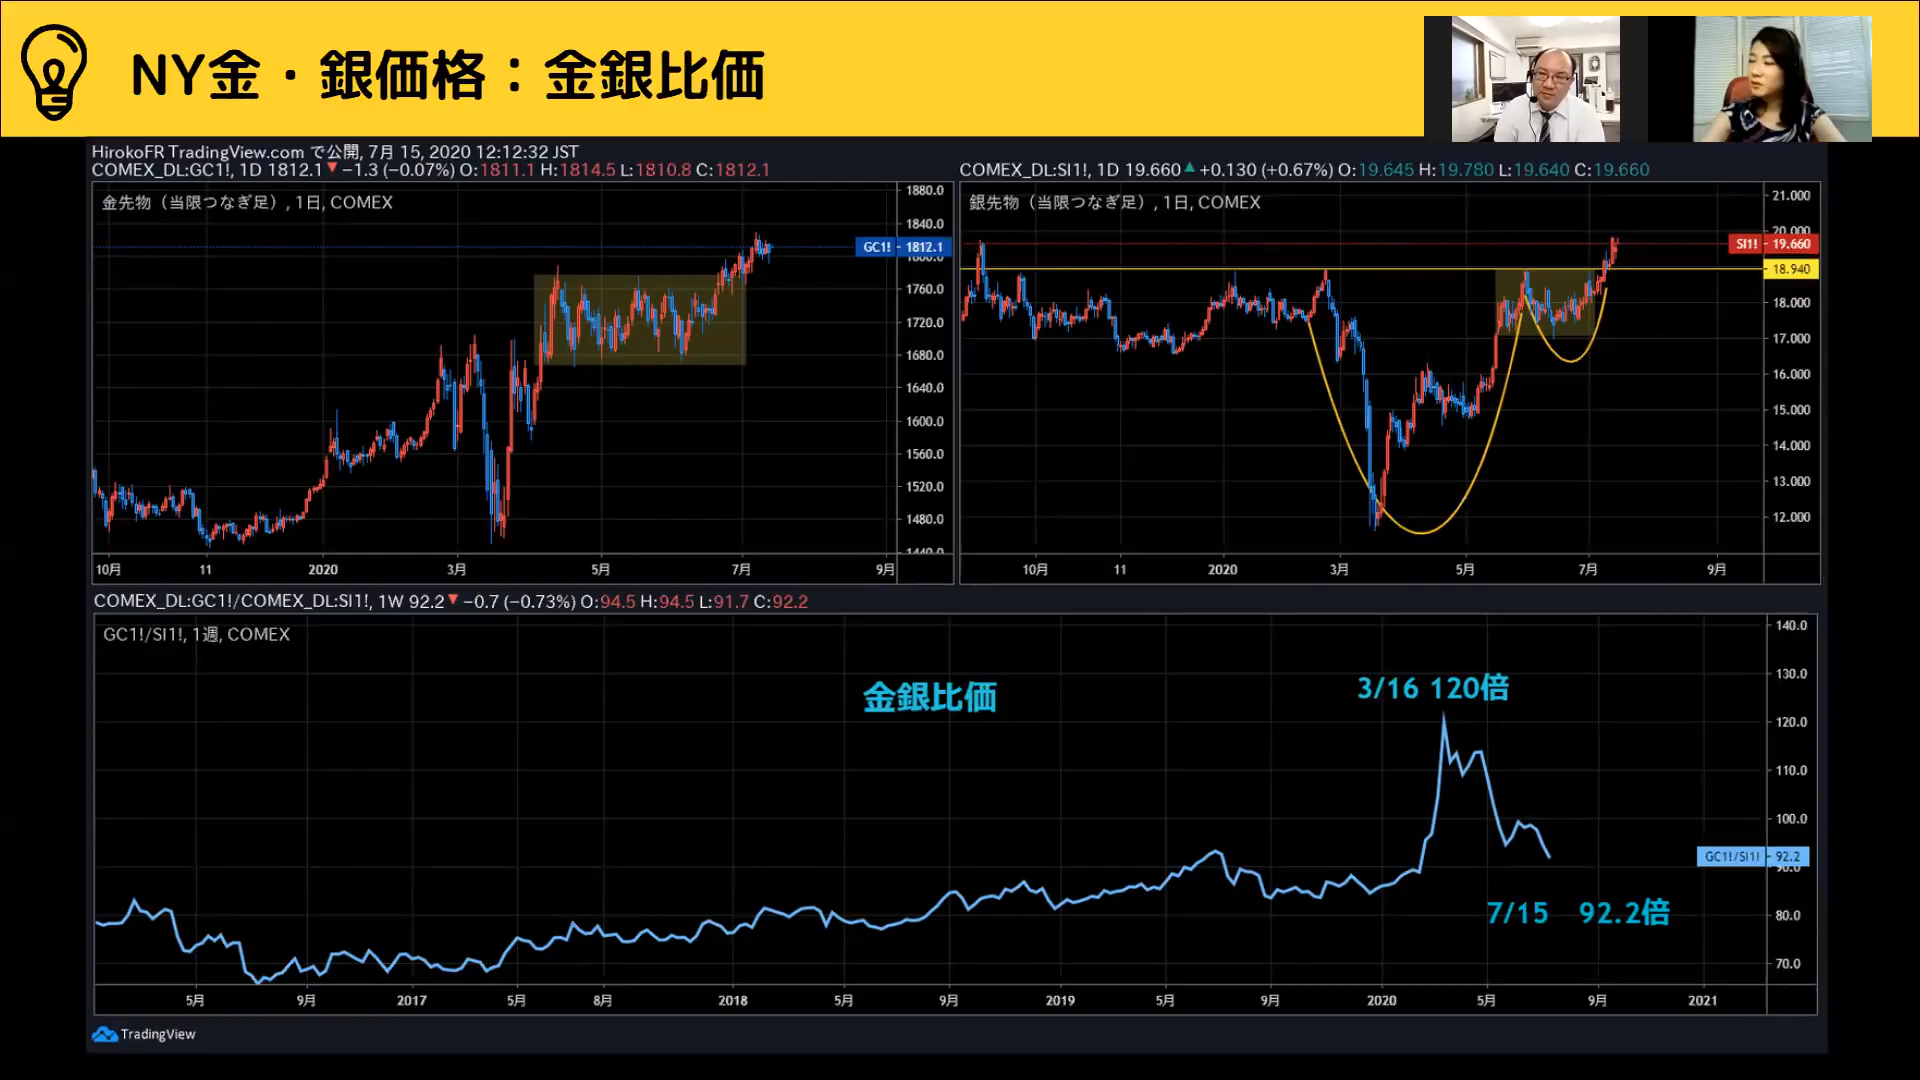 NY金・銀価格：金銀比価
HirokoFR TradingView.com で公開, 7月 15, 2020 12:12:32 JST
COMEX_DL:GC1!, 1D 1812.1▼ −1.3 (−0.07%) O:1811.1 H:1814.5 L:1810.8 C:1812.1
金先物（当限つなぎ足）, 1日, COMEX
1880.0
1840.0
GC1! 1812.1
1800.0
1760.0
1720.0
1680.0
1640.0
1600.0
1560.0
1520.0
1480.0
1440.0
10月 11 2020 3月 5月 7月 9月
COMEX_DL:SI1!, 1D 19.660▲ +0.130 (+0.67%) O:19.645 H:19.780 L:19.640 C:19.660
銀先物（当限つなぎ足）, 1日, COMEX
21.000
20.000
SI1! 19.660
18.940
18.000
17.000
16.000
15.000
14.000
13.000
12.000
10月 11 2020 3月 5月 7月 9月
COMEX_DL:GC1!/COMEX_DL:SI1!, 1W 92.2▼ −0.7 (−0.73%) O:94.5 H:94.5 L:91.7 C:92.2
GC1!/SI1!, 1週, COMEX
金銀比価
3/16 120倍
7/15 92.2倍
140.0
130.0
120.0
110.0
100.0
GC1!/SI1! 92.2
90.0
80.0
70.0
5月 9月 2017 5月 8月 2018 5月 9月 2019 5月 9月 2020 5月 9月 2021
TradingView